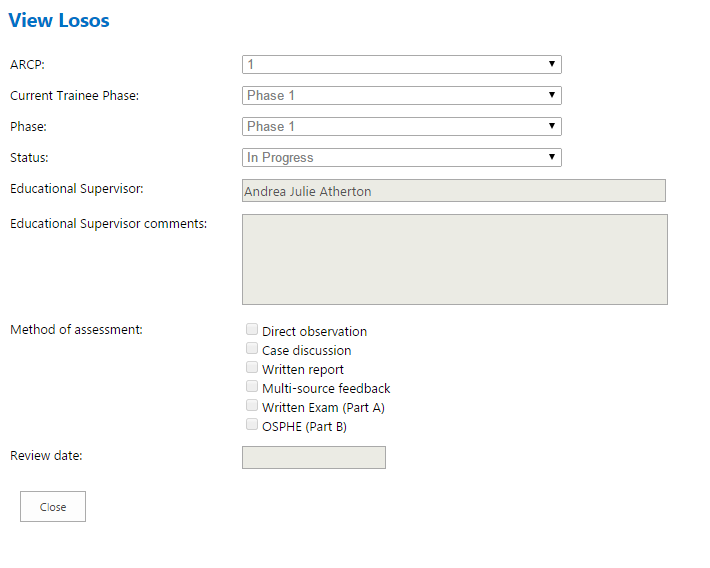 View Losos
ARCP: 1
Current Trainee Phase: Phase 1
Phase: Phase 1
Status: In Progress
Educational Supervisor: Andrea Julie Atherton
Educational Supervisor comments:
Method of assessment: Direct observation
Case discussion
Written report
Multi-source feedback
Written Exam (Part A)
OSPHE (Part B)
Review date:
Close